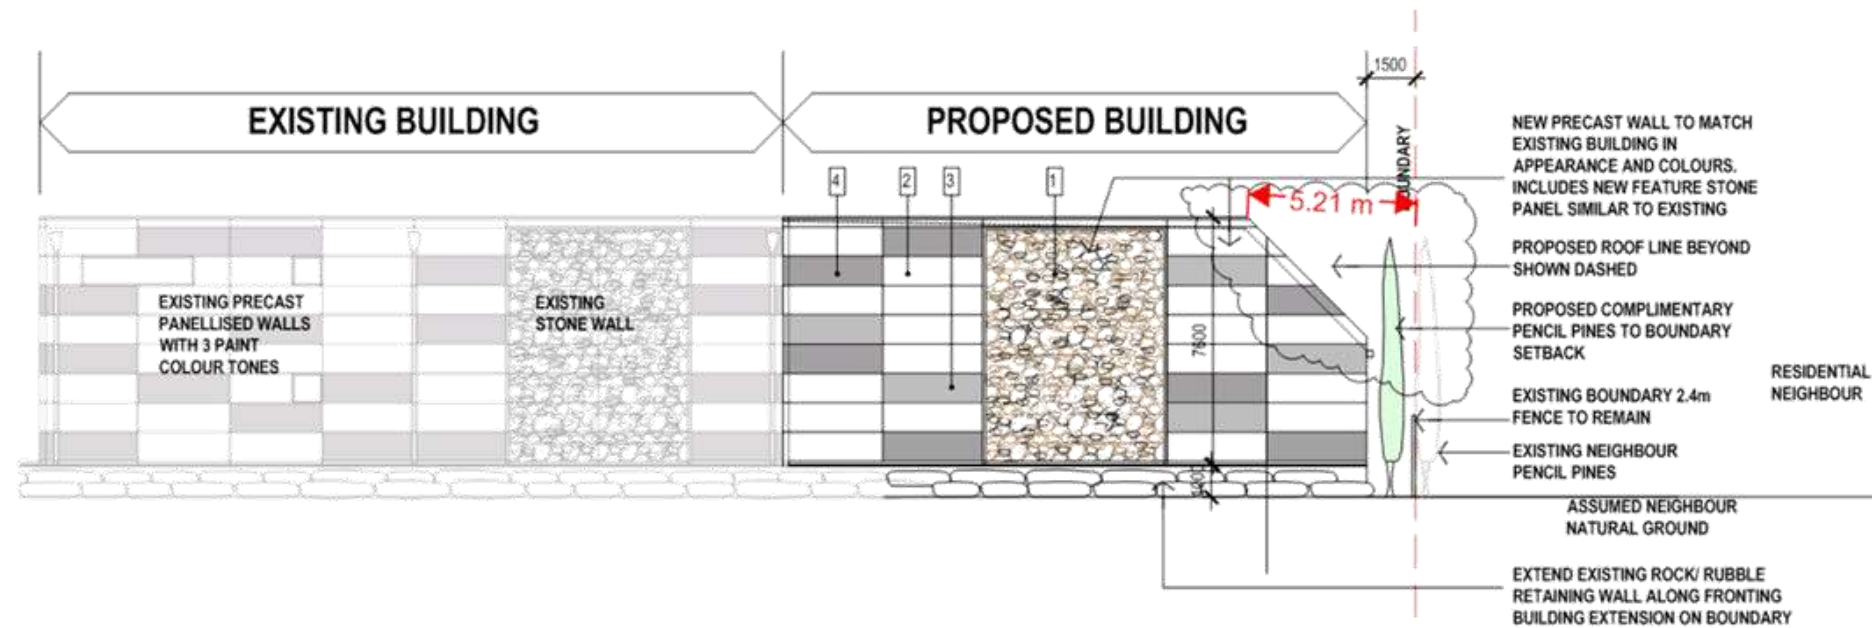 1500
EXISTING BUILDING
PROPOSED BUILDING
BOUNDARY
NEW PRECAST WALL TO MATCH
EXISTING BUILDING IN
APPEARANCE AND COLOURS.
INCLUDES NEW FEATURE STONE
PANEL SIMILAR TO EXISTING
4
2
3
1
5.21 m
PROPOSED ROOF LINE BEYOND
SHOWN DASHED
EXISTING PRECAST
PANELLISED WALLS
WITH 3 PAINT
COLOUR TONES
EXISTING
STONE WALL
7600
PROPOSED COMPLIMENTARY
PENCIL PINES TO BOUNDARY
SETBACK
RESIDENTIAL
NEIGHBOUR
EXISTING BOUNDARY 2.4m
FENCE TO REMAIN
EXISTING NEIGHBOUR
PENCIL PINES
1000
ASSUMED NEIGHBOUR
NATURAL GROUND
EXTEND EXISTING ROCK/ RUBBLE
RETAINING WALL ALONG FRONTING
BUILDING EXTENSION ON BOUNDARY